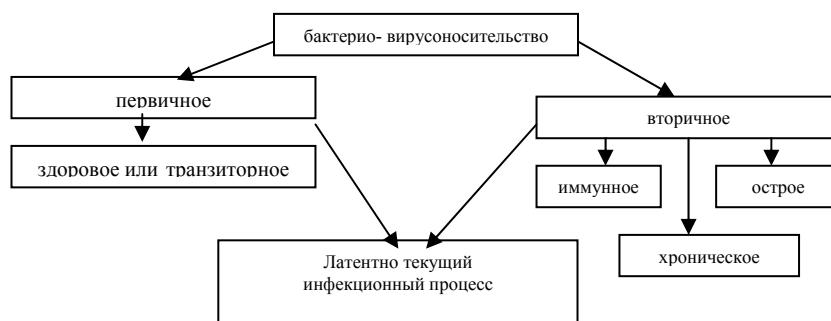 бактерио- вирусоносительство
первичное
вторичное
здоровое или транзиторное
иммунное
острое
хроническое
Латентно текущий
инфекционный процесс